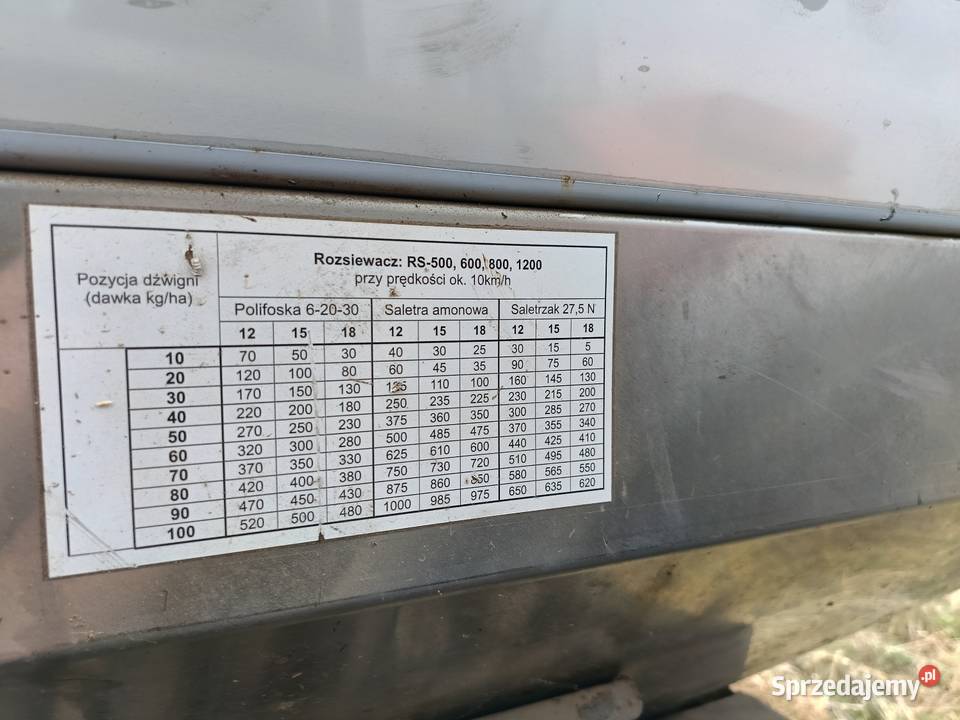 Pozycja dźwigni
(dawka kg/ha)
Rozsiewacz: RS-500, 600, 800, 1200
przy prędkości ok. 10km/h
Polifoska 6-20-30 Saletra amonowa Saletrzak 27,5 N
12 15 18 12 15 18 12 15 18
10 70 50 30 40 30 25 30 15 5
20 120 100 80 60 45 35 90 75 60
30 170 150 130 125 110 100 160 145 130
40 220 200 180 250 235 225 230 215 200
50 270 250 230 375 360 350 300 285 270
60 320 300 280 500 485 475 370 355 340
70 370 350 330 625 610 600 440 425 410
80 420 400 380 750 730 720 510 495 480
90 470 450 430 875 860 850 580 565 550
100 520 500 480 1000 985 975 650 635 620
Sprzedajemy.pl